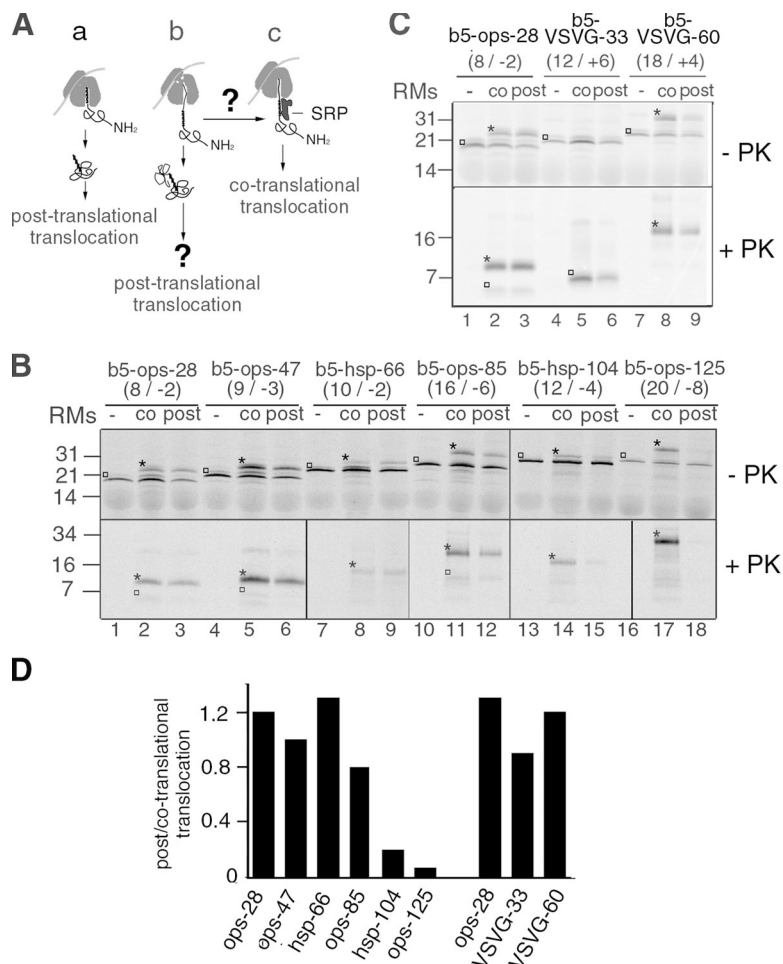 A
a
b
c
?
SRP
NH2
NH2
NH2
post-translational
translocation
?
co-translational
translocation
post-translational
translocation
C
b5-ops-28
b5-
VSVG-33
b5-
VSVG-60
(8 / -2)
(12 / +6)
(18 / +4)
RMs
- co post - co post - co post
31
21
14
- PK
*
*
16
7
+ PK
*
*
1 2 3 4 5 6 7 8 9
B
b5-ops-28 b5-ops-47 b5-hsp-66 b5-ops-85 b5-hsp-104 b5-ops-125
(8 / -2) (9 / -3) (10 / -2) (16 / -6) (12 / -4) (20 / -8)
RMs
- co post - co post - co post - co post - co post - co post
31
21
14
- PK
* * * * * *
34
16
7
+ PK
* * * * * *
1 2 3 4 5 6 7 8 9 10 11 12 13 14 15 16 17 18
D
post/co-translational
translocation
1.2
0.8
0.4
0
ops-28
ops-47
hsp-66
ops-85
hsp-104
ops-125
ops-28
VSVG-33
VSVG-60